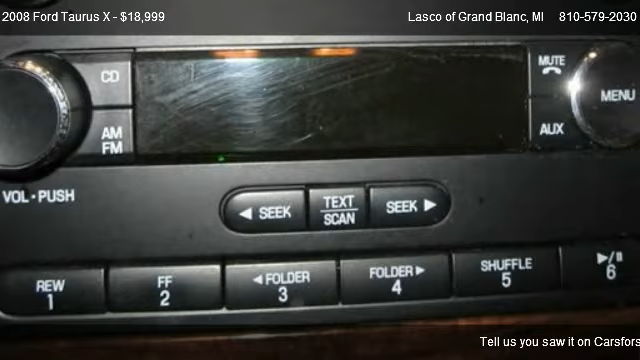 2008 Ford Taurus X - $18,999
Lasco of Grand Blanc, MI 810-579-2030
CD
MUTE
MENU
AM
FM
AUX
VOL • PUSH
◀ SEEK
TEXT
SCAN
SEEK ▶
REW
1
FF
2
◀ FOLDER
3
FOLDER ▶
4
SHUFFLE
5
▶/II
6
Tell us you saw it on Carsfors